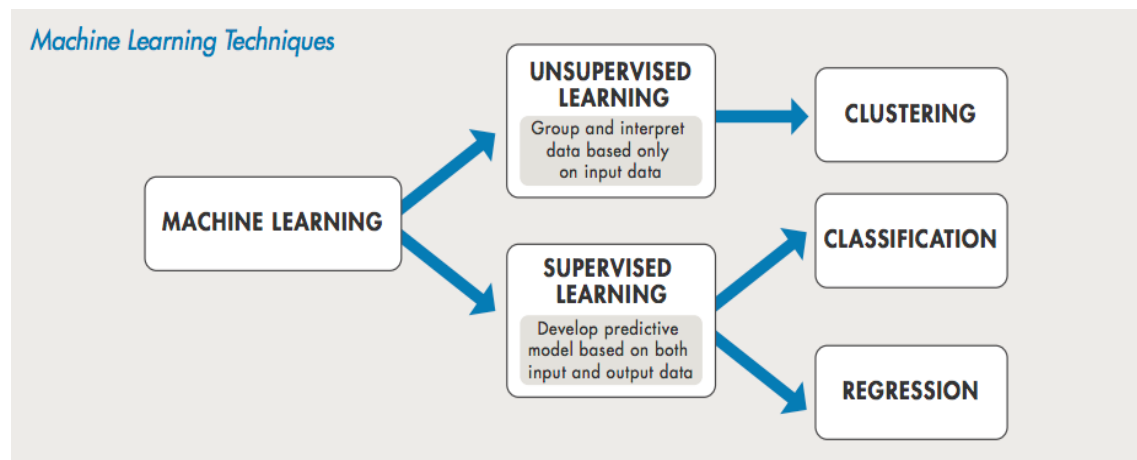 Machine Learning Techniques
MACHINE LEARNING
UNSUPERVISED
LEARNING
Group and interpret
data based only
on input data
SUPERVISED
LEARNING
Develop predictive
model based on both
input and output data
CLUSTERING
CLASSIFICATION
REGRESSION